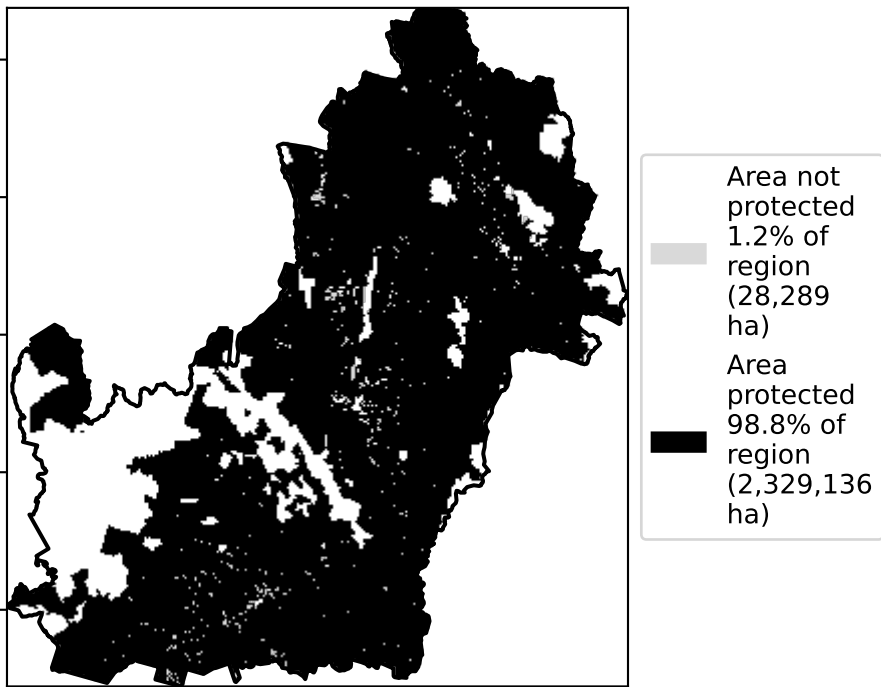 Area not
protected
1.2% of
region
(28,289
ha)
Area
protected
98.8% of
region
(2,329,136
ha)